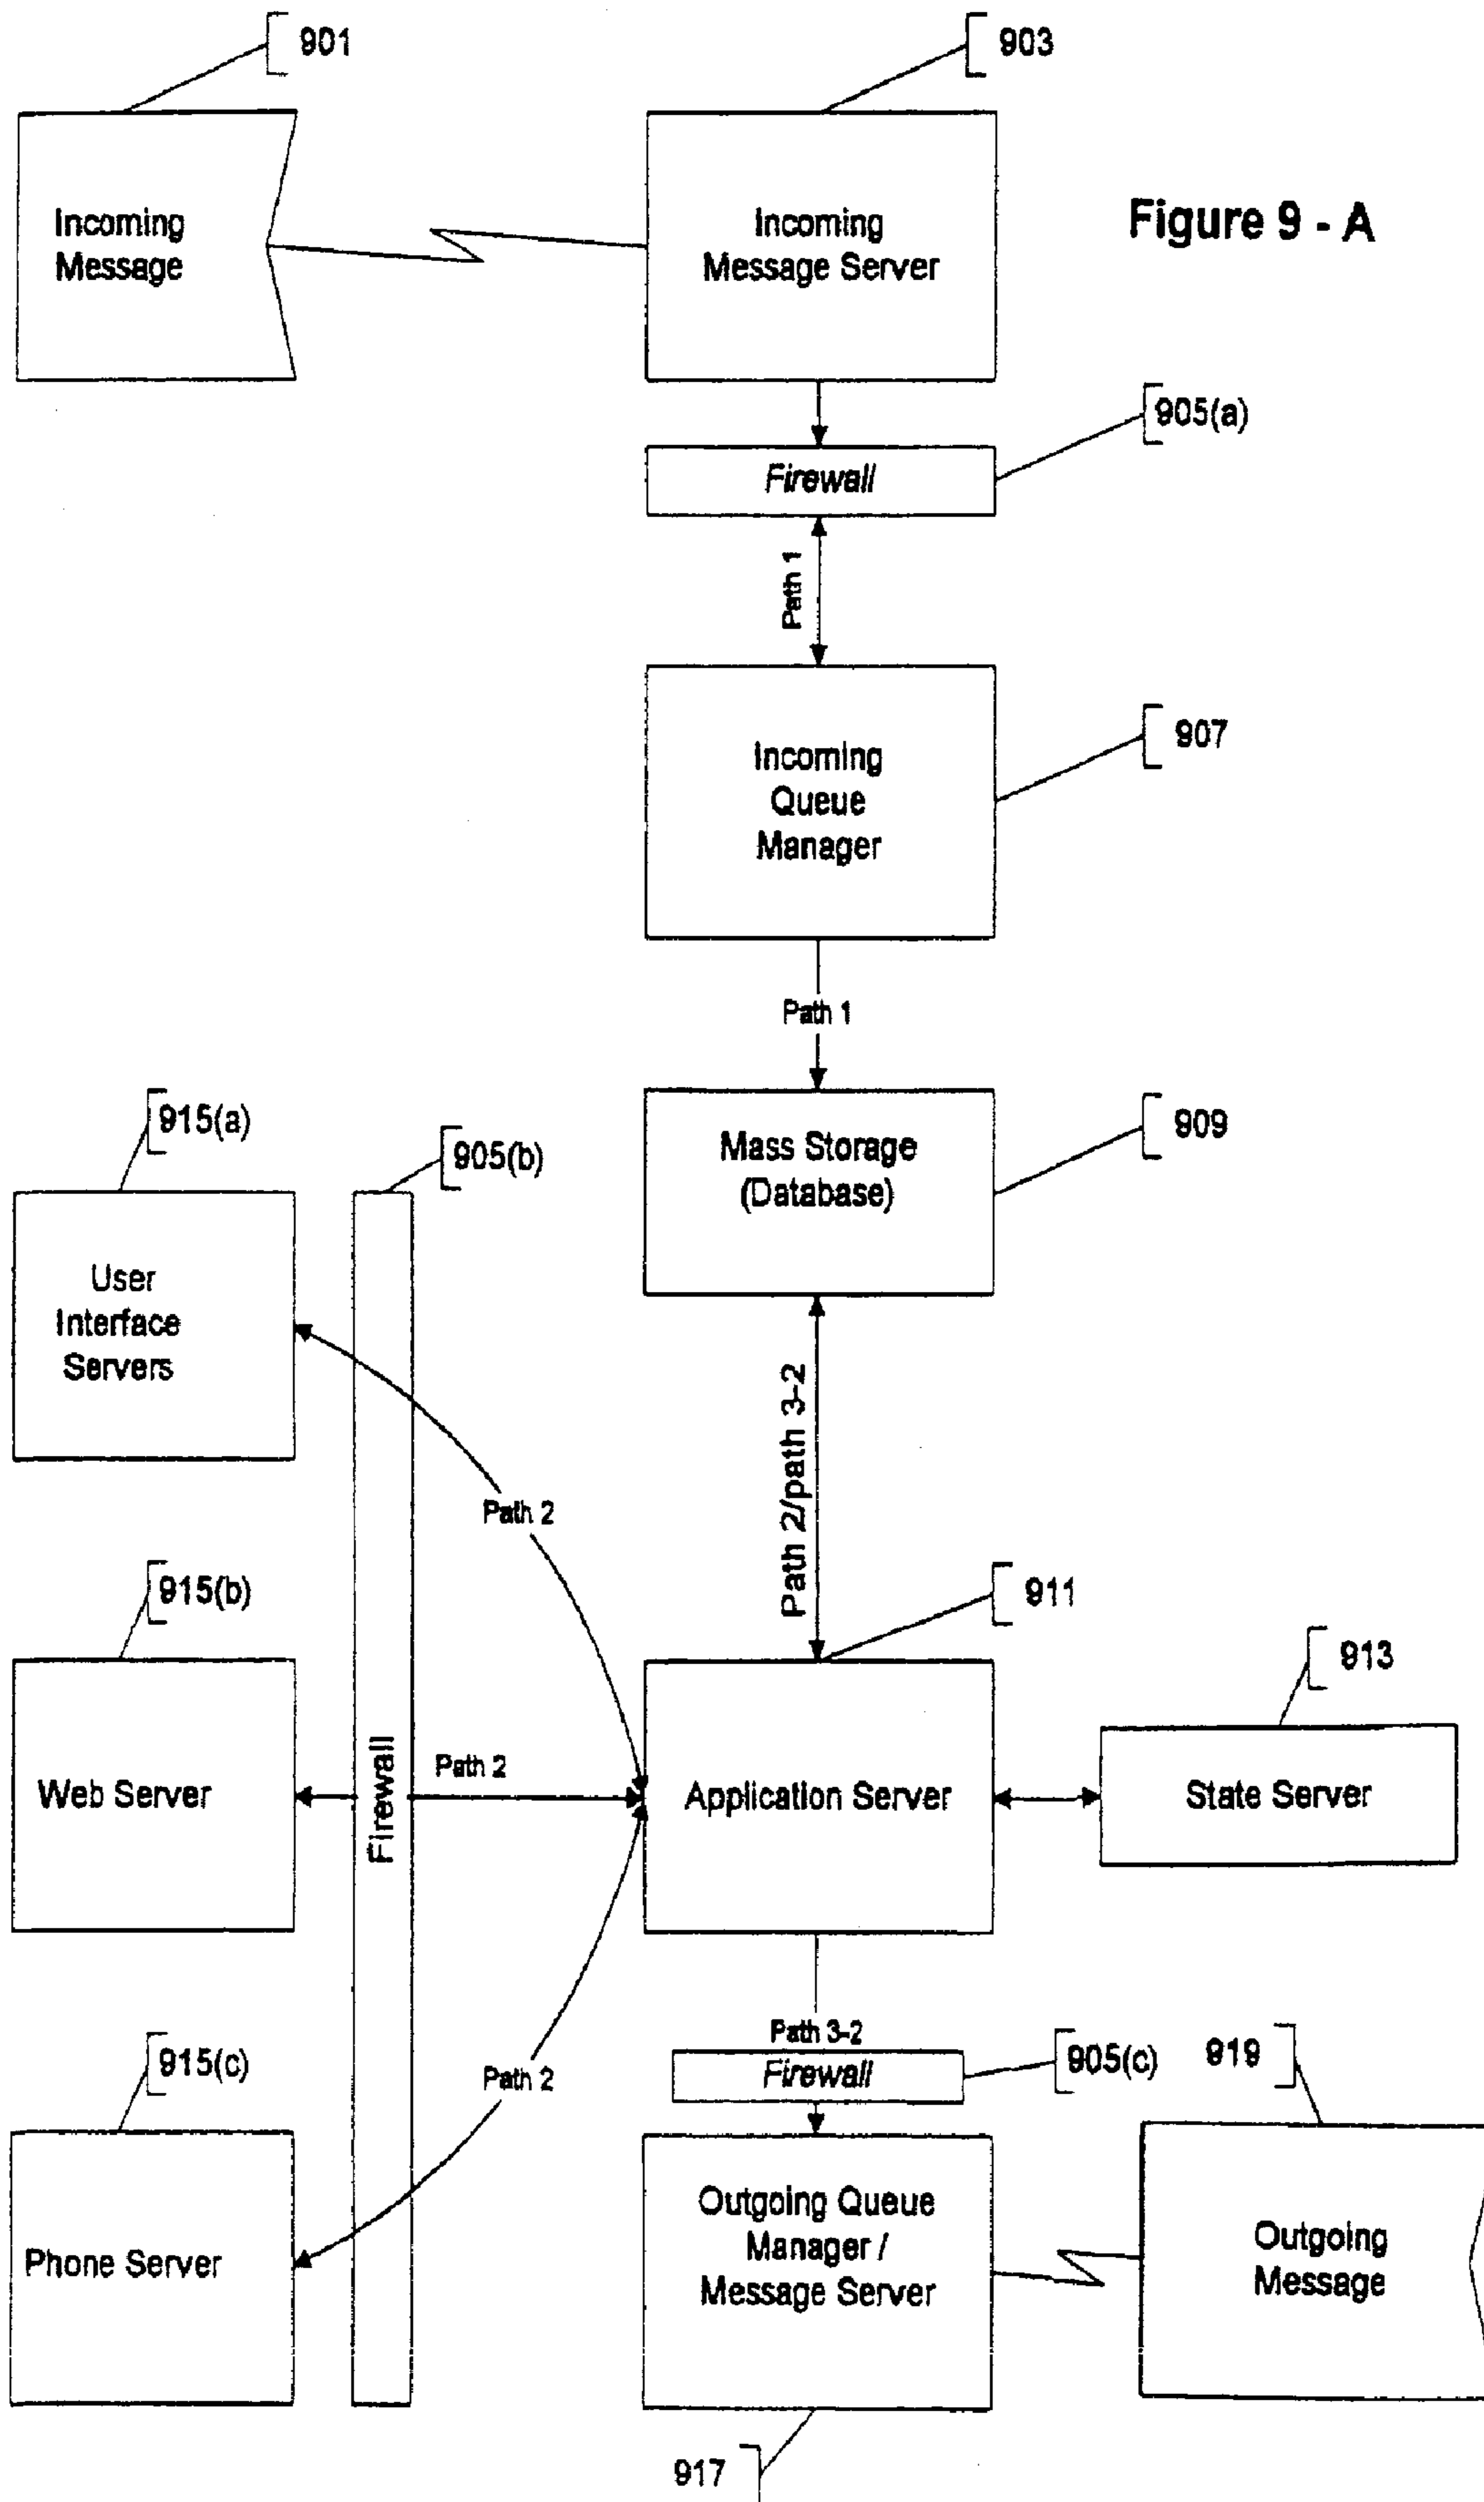 901
903
Incoming
Message
Incoming
Message Server
Figure 9 - A
905(a)
Firewall
Path 1
907
Incoming
Queue
Manager
Path 1
915(a)
905(b)
909
Mass Storage
(Database)
User
Interface
Servers
Path 2/path 3-2
Path 2
915(b)
911
913
Web Server
Firewall
Path 2
Application Server
State Server
915(c)
Path 2
Path 3-2
Firewall
905(c)
919
Phone Server
Outgoing Queue
Manager /
Message Server
Outgoing
Message
917